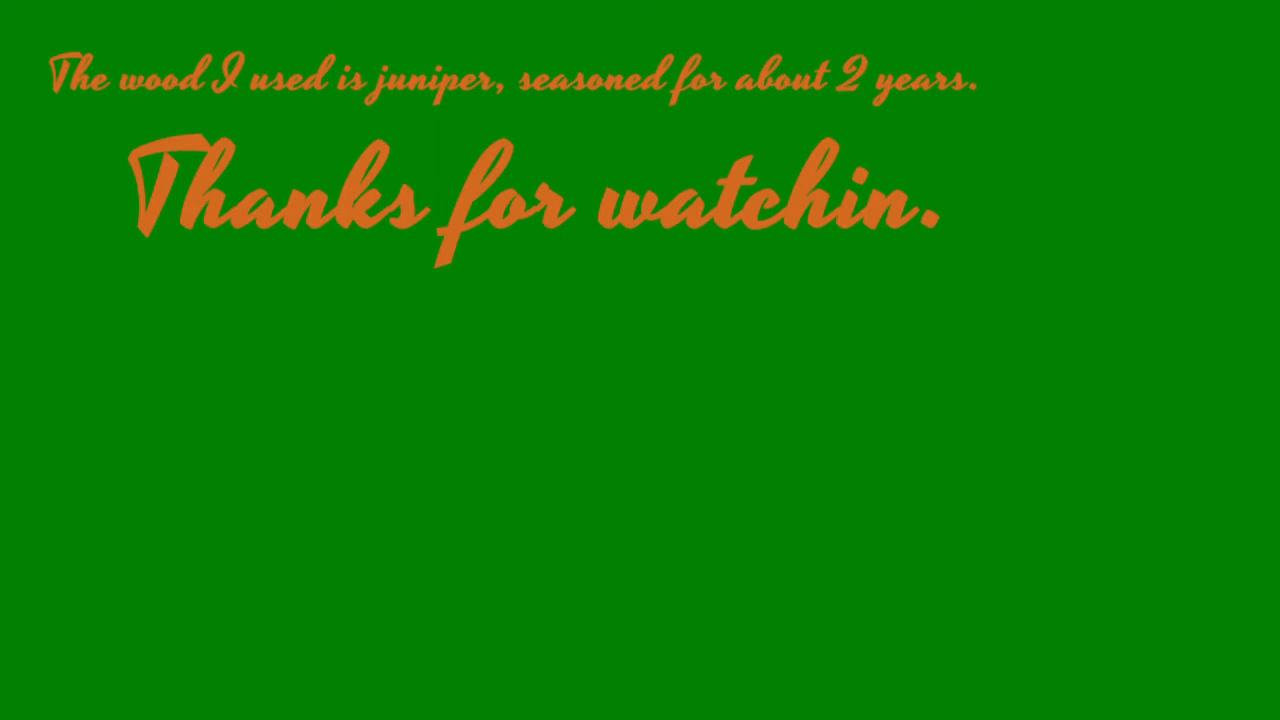 The wood I used is juniper, seasoned for about 2 years.
Thanks for watchin.